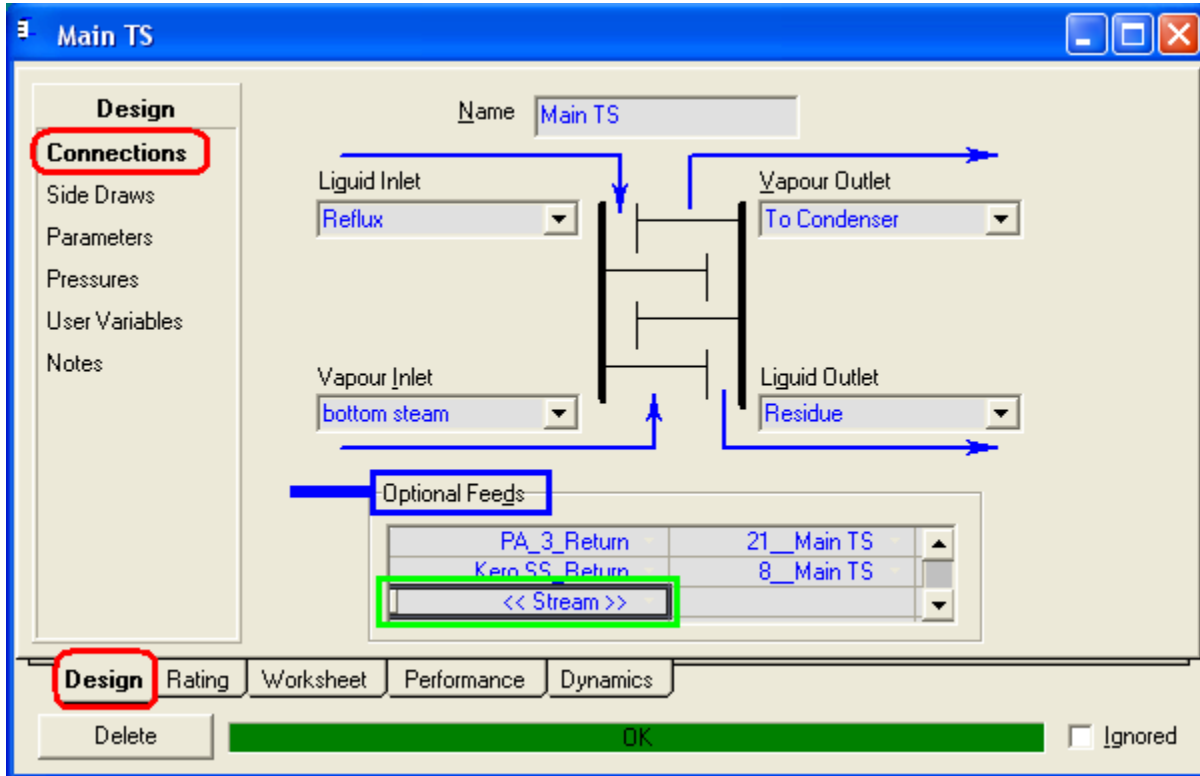 Main TS
Design
Connections
Side Draws
Parameters
Pressures
User Variables
Notes
Name Main TS
Liquid Inlet
Reflux
Vapour Outlet
To Condenser
Vapour Inlet
bottom steam
Liquid Outlet
Residue
Optional Feeds
PA_3_Return 21__Main TS
Kero SS_Return 8__Main TS
<< Stream >>
Design Rating Worksheet Performance Dynamics
Delete OK Ignored